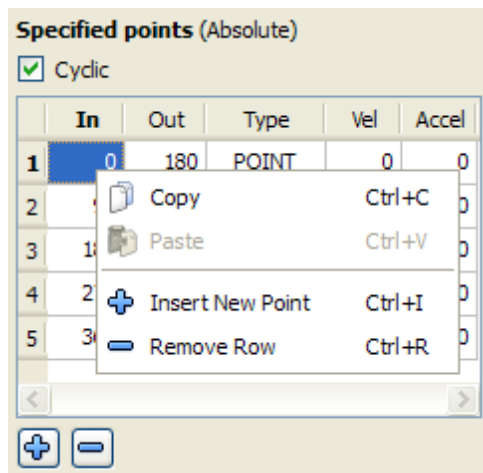 Specified points (Absolute)
Cyclic
In Out Type Vel Accel
1 0 180 POINT 0 0
2
Copy Ctrl+C
Paste Ctrl+V
3
4
Insert New Point Ctrl+I
5
Remove Row Ctrl+R